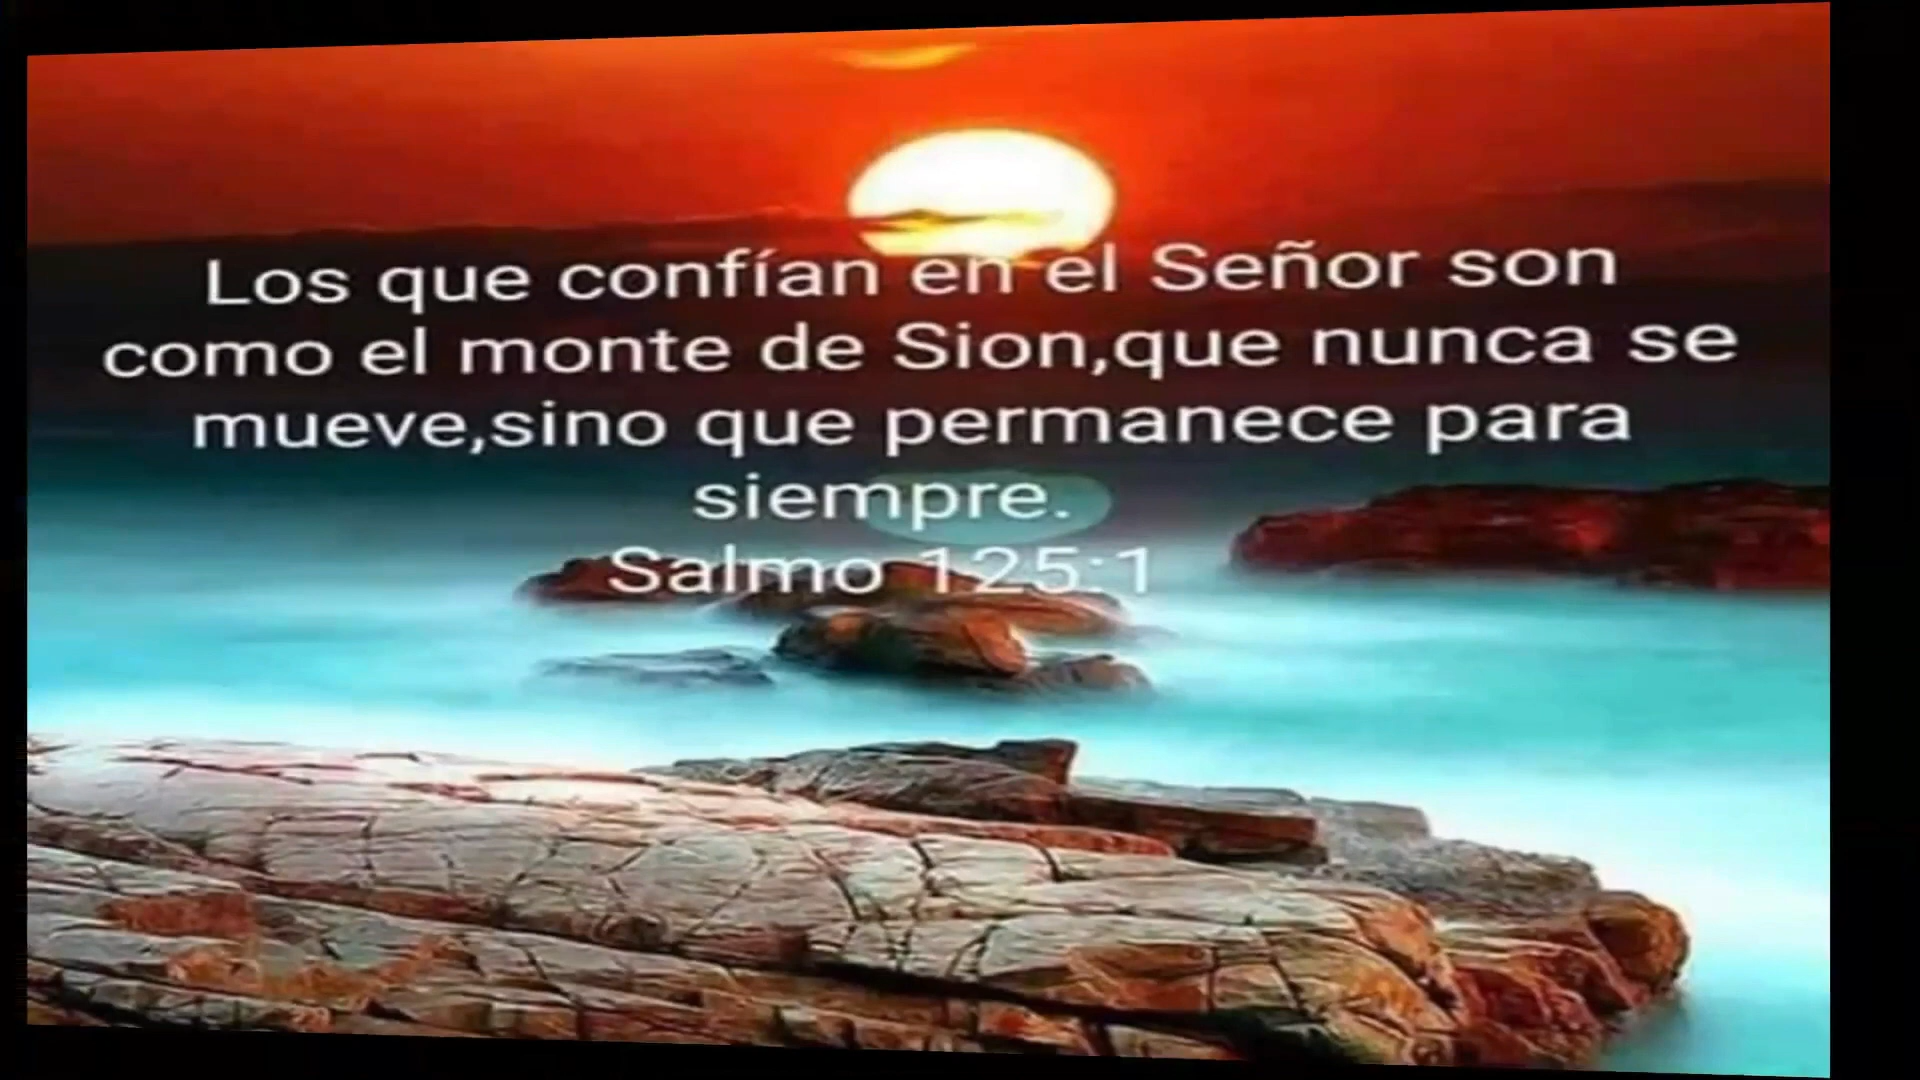 Los que confían en el Señor son
como el monte de Sion,que nunca se
mueve,sino que permanece para
siempre.
Salmo 125:1